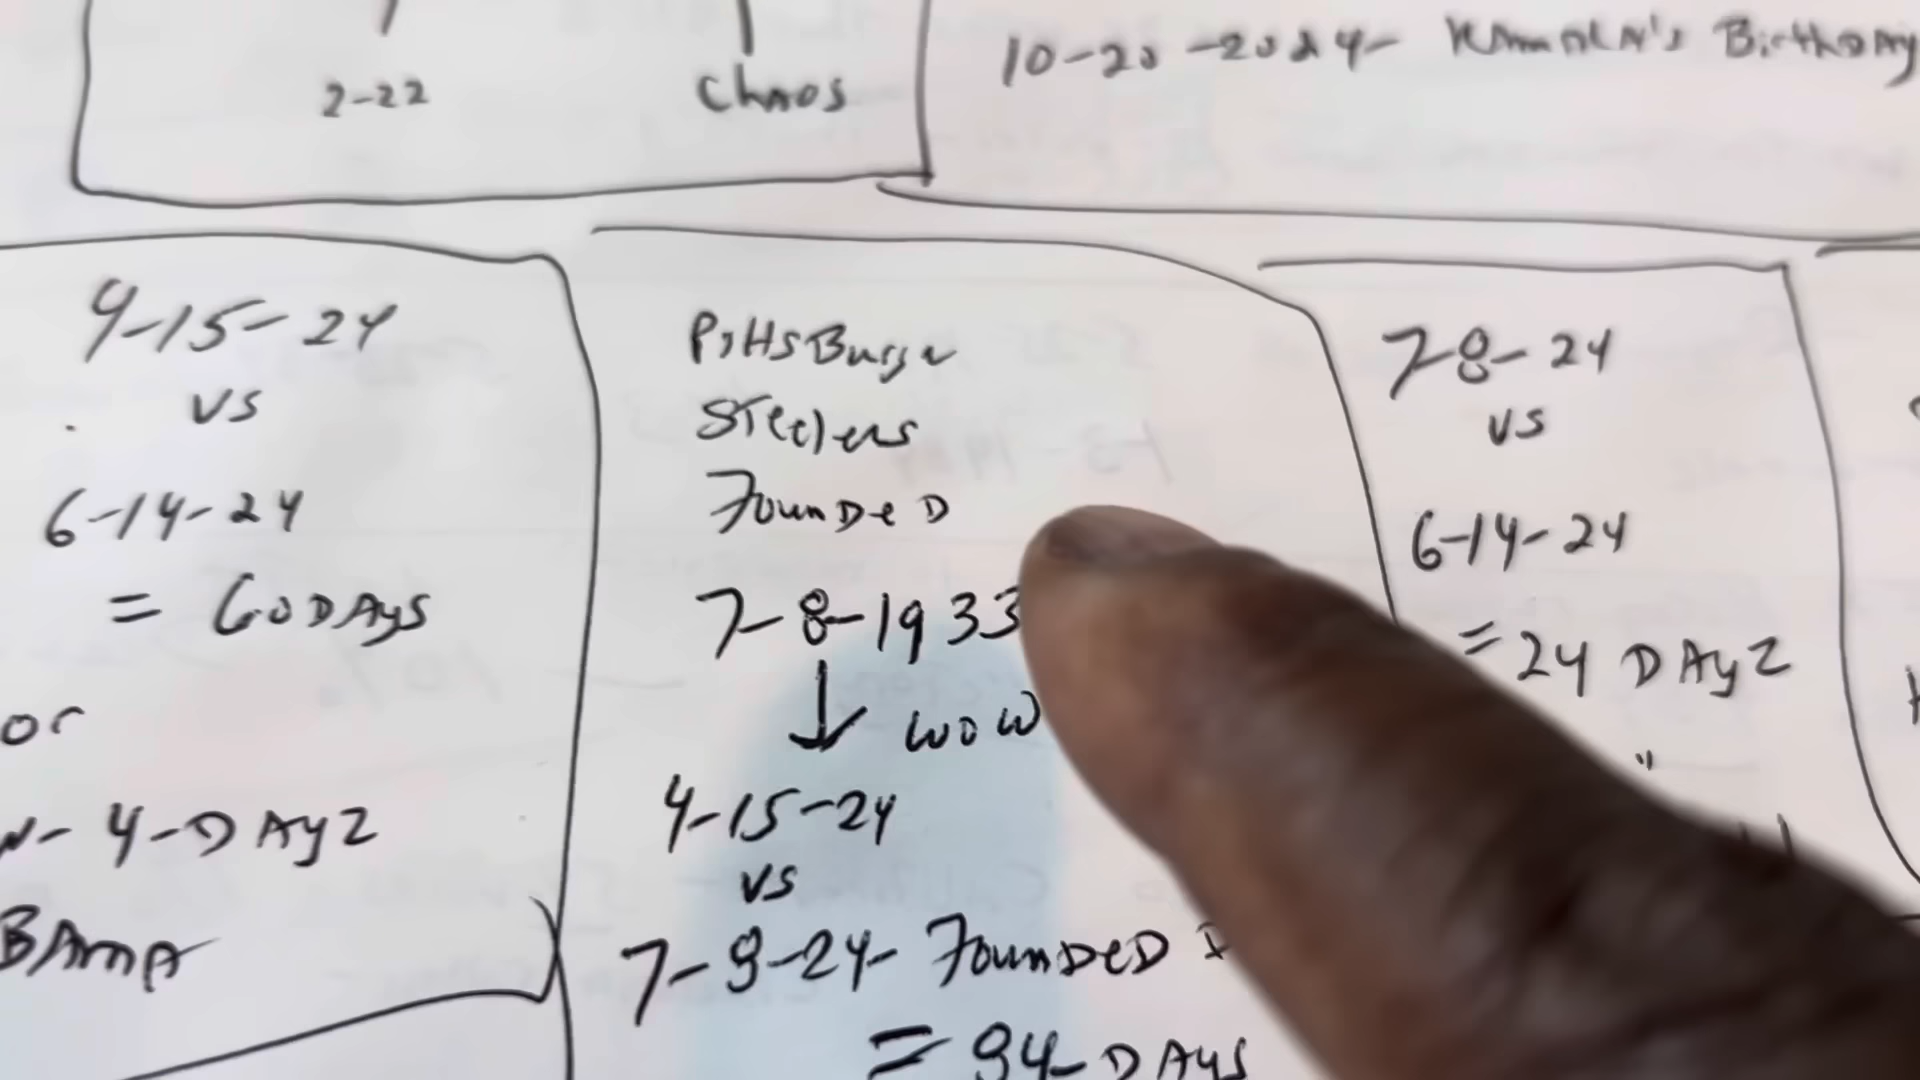 2-22
Chaos
10-20-2024- KAmALA's BirthDAy
4-15-24
vs
6-14-24
= 60 DAys
or
4-DAyz
BAmA
PittsBurgh
Steelers
FounDeD
7-8-1933
wow
4-15-24
vs
7-8-24- FounDeD
= 84-DAys
7-8-24
vs
6-14-24
= 24 DAyz
"